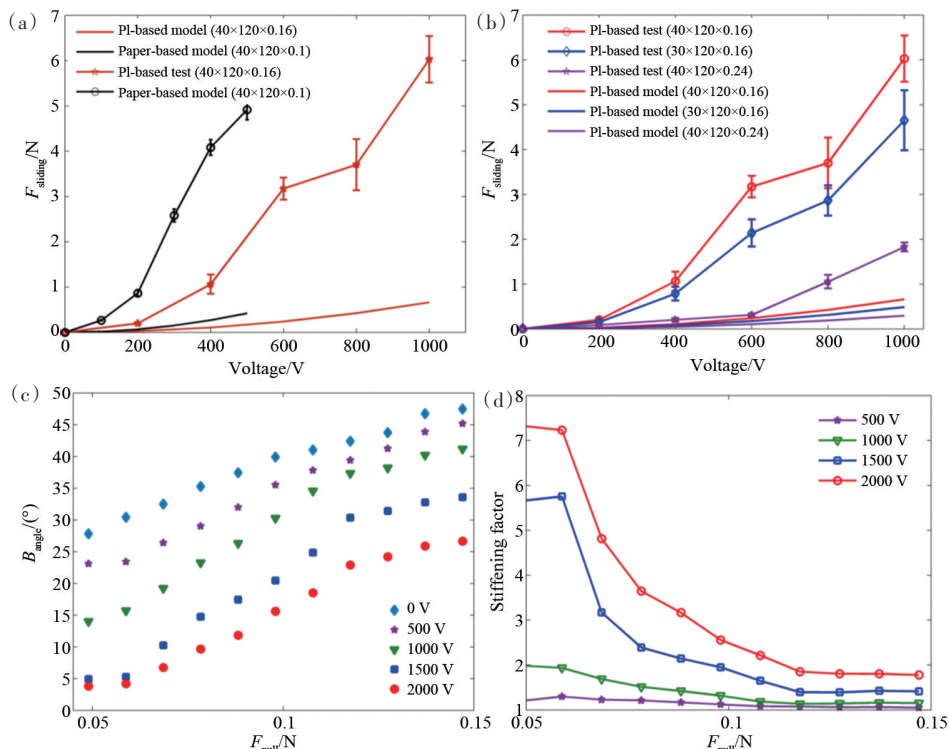 (a)
7
6
5
4
3
2
1
0
F sliding/N
0 200 400 600 800 1000
Voltage/V
Pl-based model (40×120×0.16)
Paper-based model (40×120×0.1)
Pl-based test (40×120×0.16)
Paper-based model (40×120×0.1)
(b)
7
6
5
4
3
2
1
0
F sliding/N
0 200 400 600 800 1000
Voltage/V
Pl-based test (40×120×0.16)
Pl-based test (30×120×0.16)
Pl-based test (40×120×0.24)
Pl-based model (40×120×0.16)
Pl-based model (30×120×0.16)
Pl-based model (40×120×0.24)
(c)
50
45
40
35
30
25
20
15
10
5
0
B angle/(°)
0.05 0.1 0.15
0 V
500 V
1000 V
1500 V
2000 V
(d)
8
7
6
5
4
3
2
1
Stiffening factor
0.05 0.1 0.15
500 V
1000 V
1500 V
2000 V